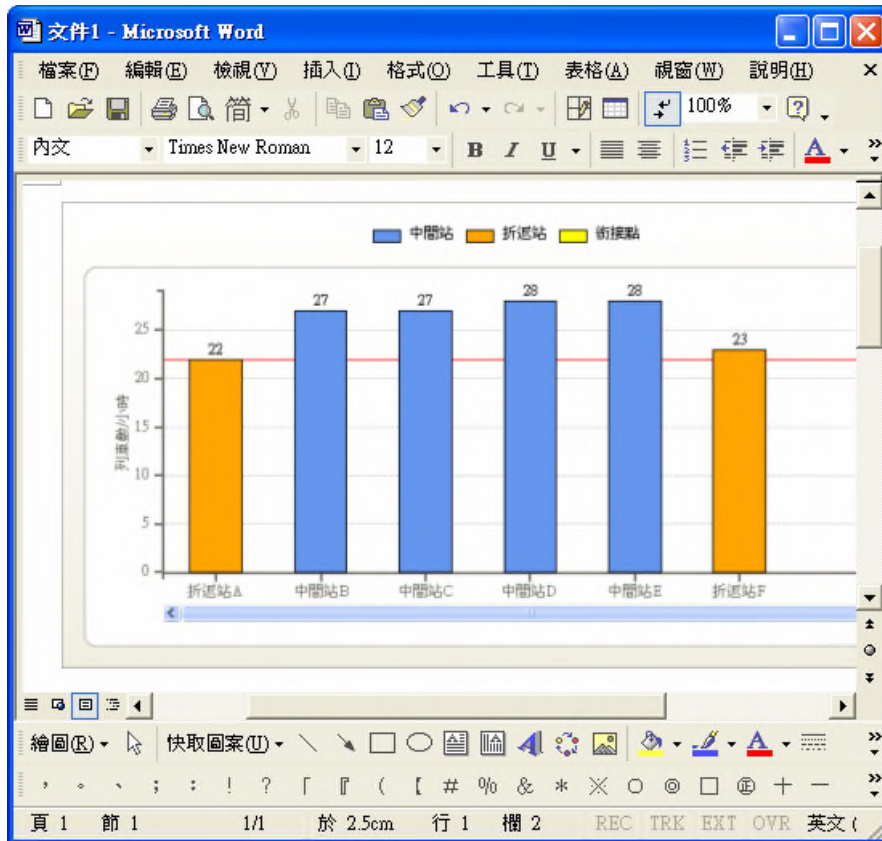 文件1 - Microsoft Word
檔案(F) 編輯(E) 檢視(V) 插入(I) 格式(O) 工具(T) 表格(A) 視窗(W) 說明(H)
簡 100%
內文 Times New Roman 12 B I U A
中間站 折返站 銜接點
27 27 28 28
22 23
25
20
15
10
5
0
列車數/小時
折返站A 中間站B 中間站C 中間站D 中間站E 折返站F
繪圖(R) 快取圖案(U) A
， 。 、 ； ： ！ ？ 「 『 （ 【 # % & * ※ ○ ◎ □ ㊣ ＋ －
頁 1 節 1 1/1 於 2.5cm 行 1 欄 2 REC TRK EXT OVR 英文 (